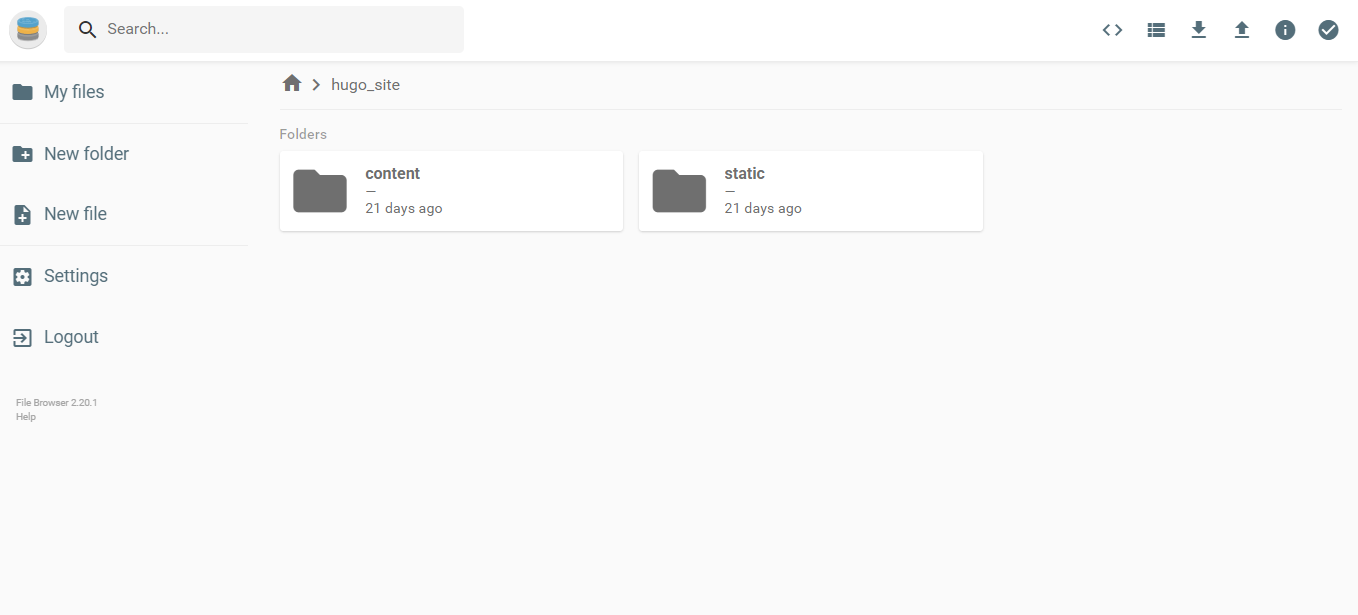 Search...
My files
New folder
New file
Settings
Logout
File Browser 2.20.1
Help
hugo_site
Folders
content
—
21 days ago
static
—
21 days ago